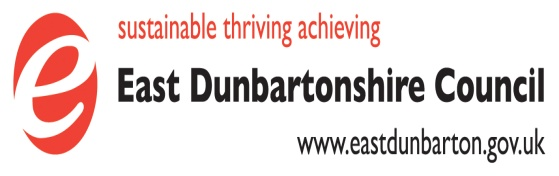 sustainable thriving achieving
East Dunbartonshire Council
www.eastdunbarton.gov.uk